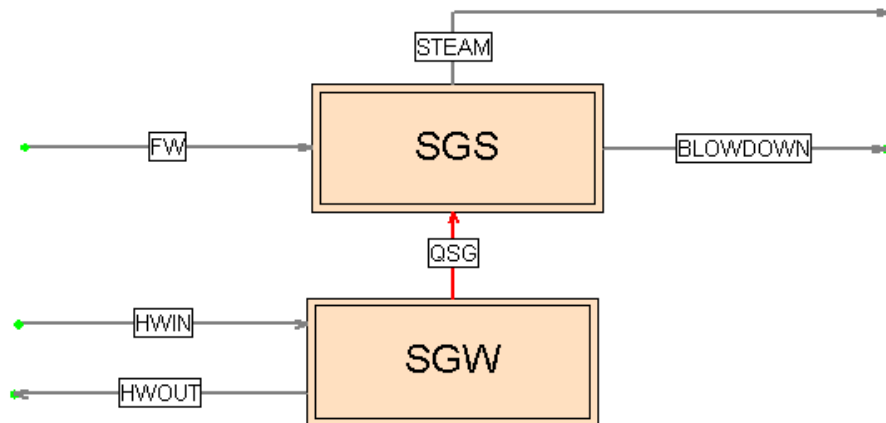 STEAM
SGS
FW
BLOWDOWN
QSG
HWIN
SGW
HWOUT